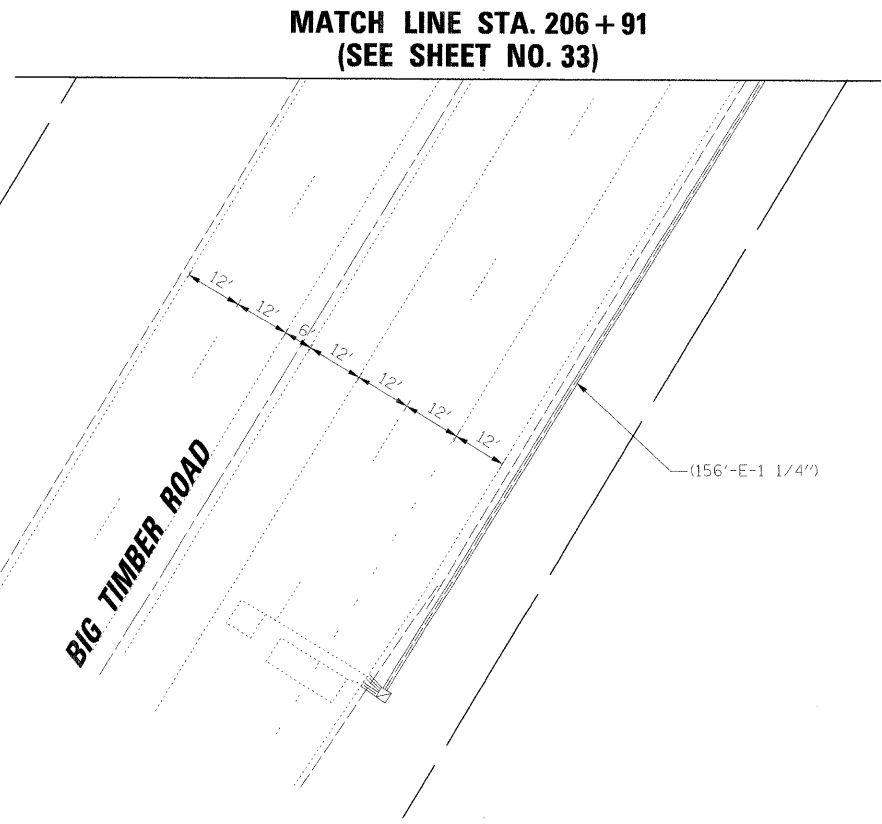 MATCH LINE STA. 206+91
(SEE SHEET NO. 33)
12'
12'
6'
12'
12'
12'
12'
(156'-E-1 1/4")
BIG TIMBER ROAD